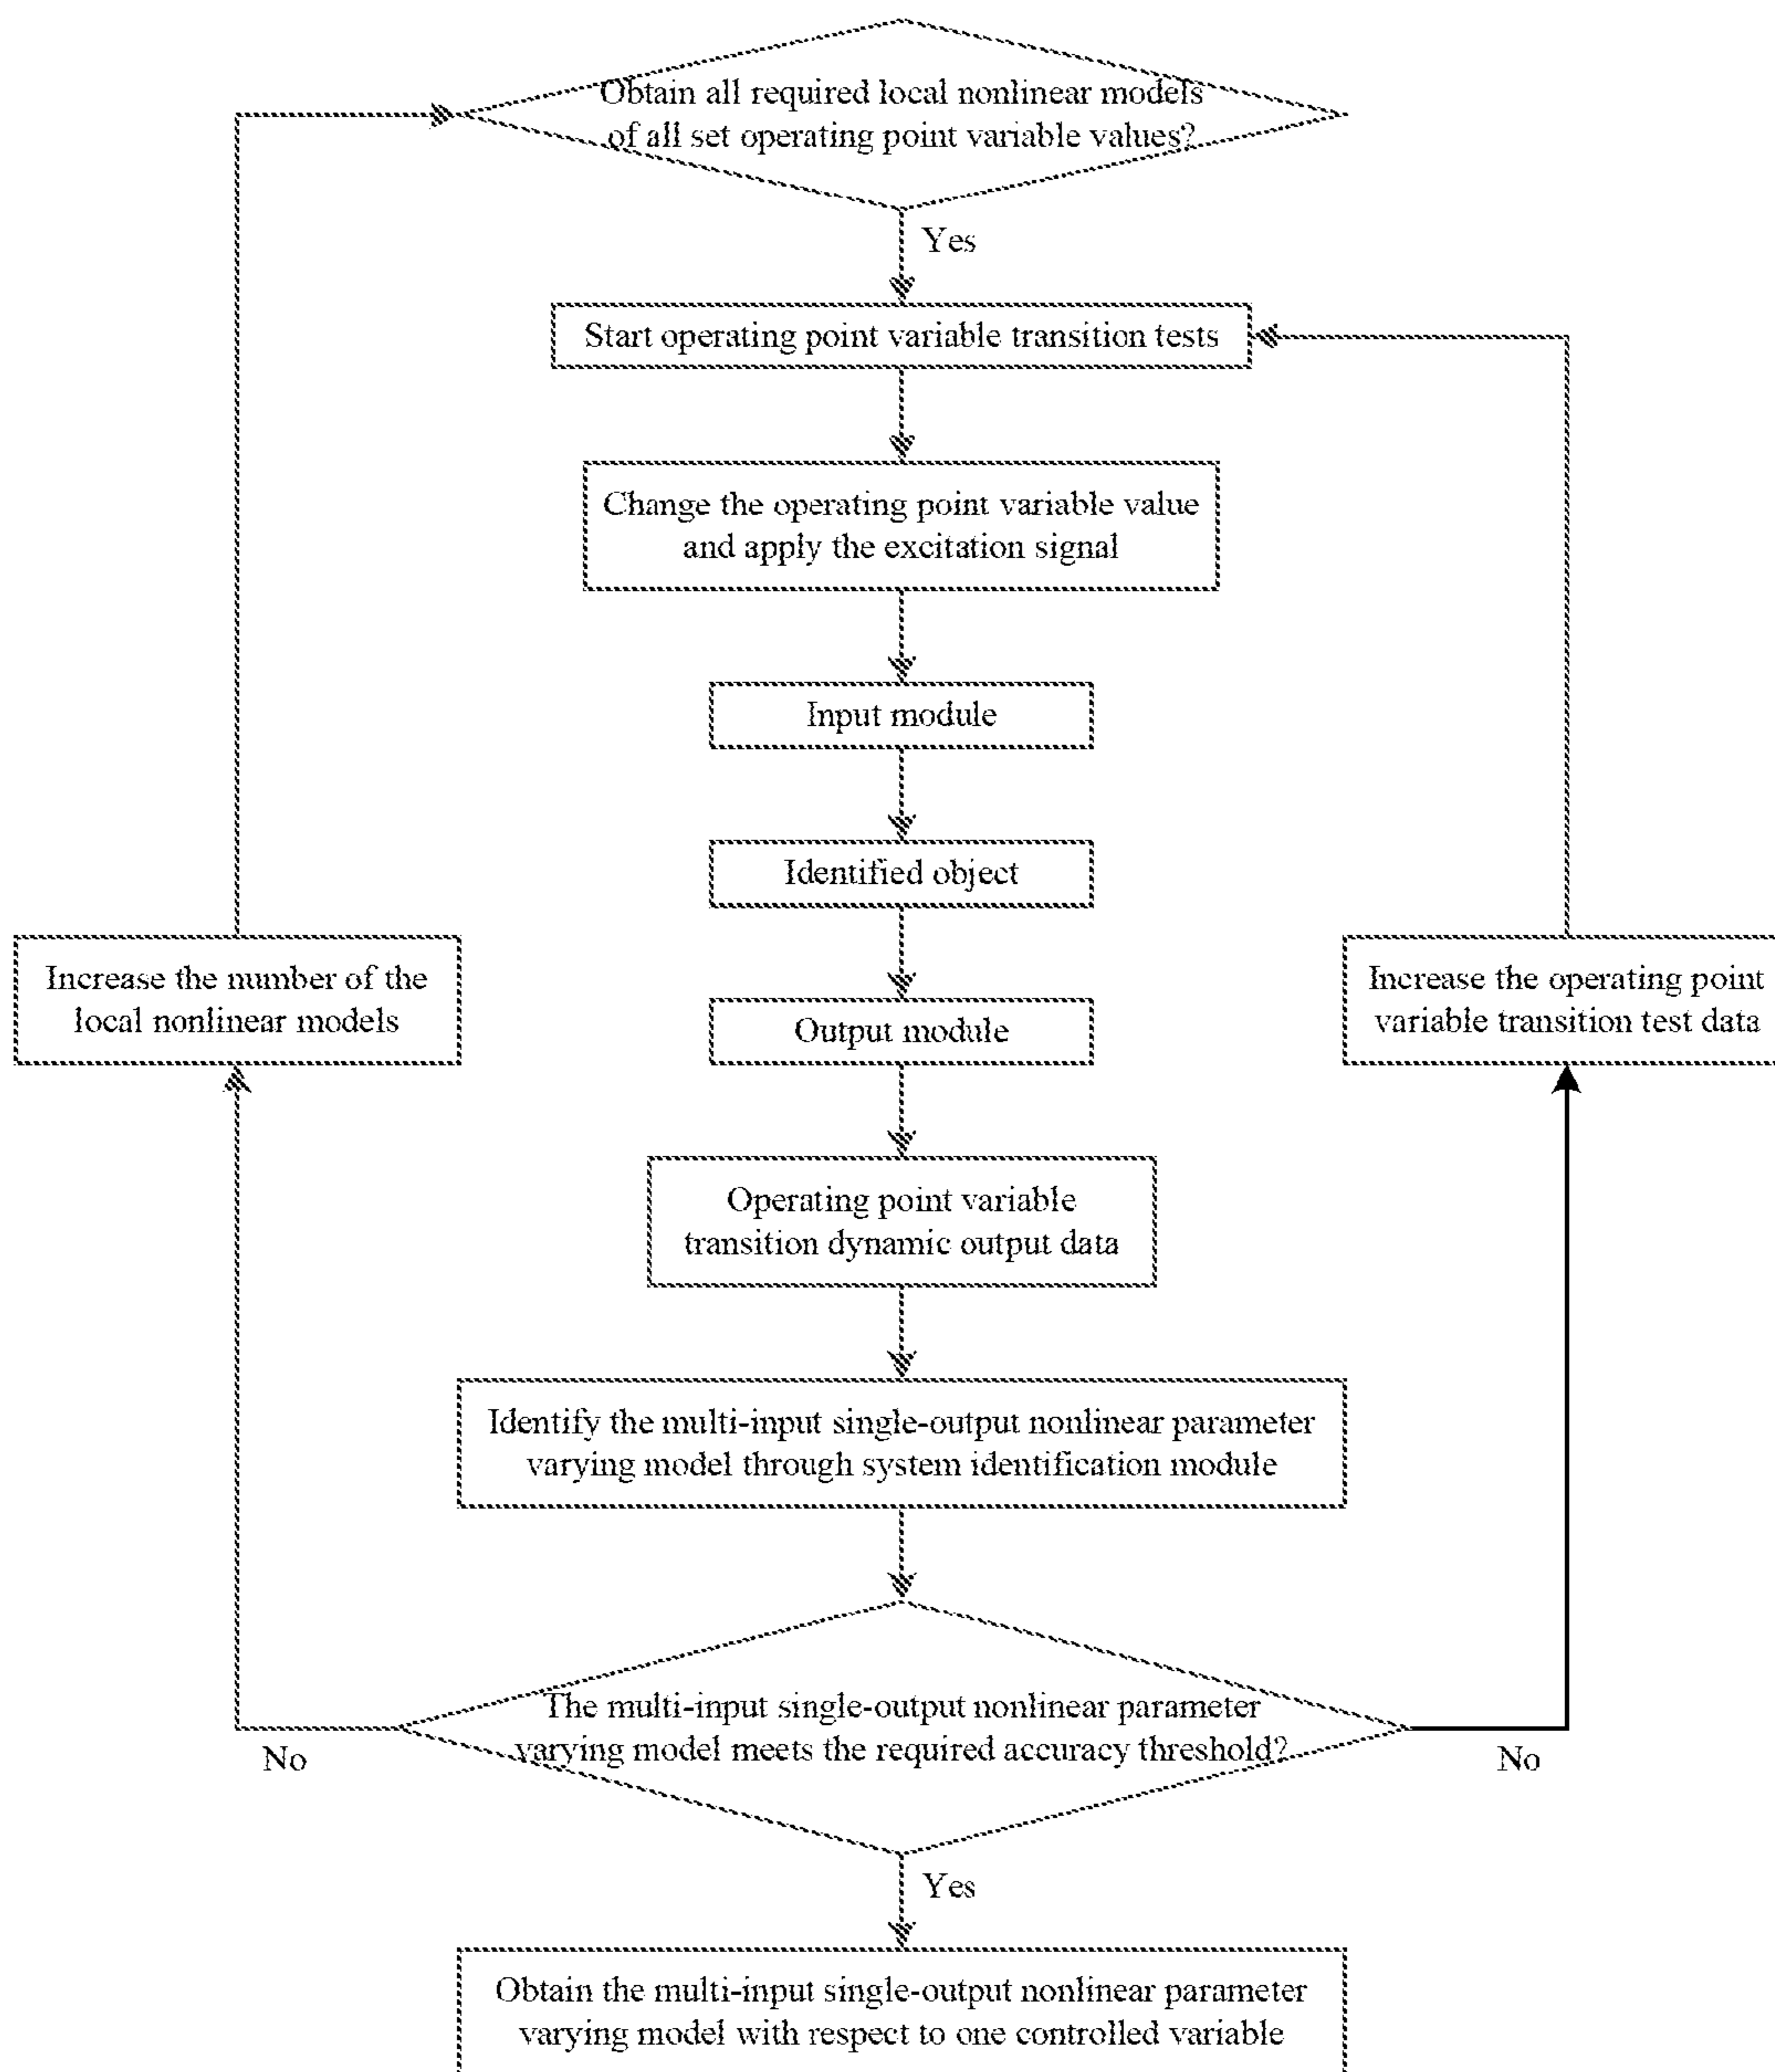 Obtain all required local nonlinear models
of all set operating point variable values?
Yes
Start operating point variable transition tests
Change the operating point variable value
and apply the excitation signal
Input module
Identified object
Increase the number of the
local nonlinear models
Output module
Increase the operating point
variable transition test data
Operating point variable
transition dynamic output data
Identify the multi-input single-output nonlinear parameter
varying model through system identification module
The multi-input single-output nonlinear parameter
varying model meets the required accuracy threshold?
No
No
Yes
Obtain the multi-input single-output nonlinear parameter
varying model with respect to one controlled variable